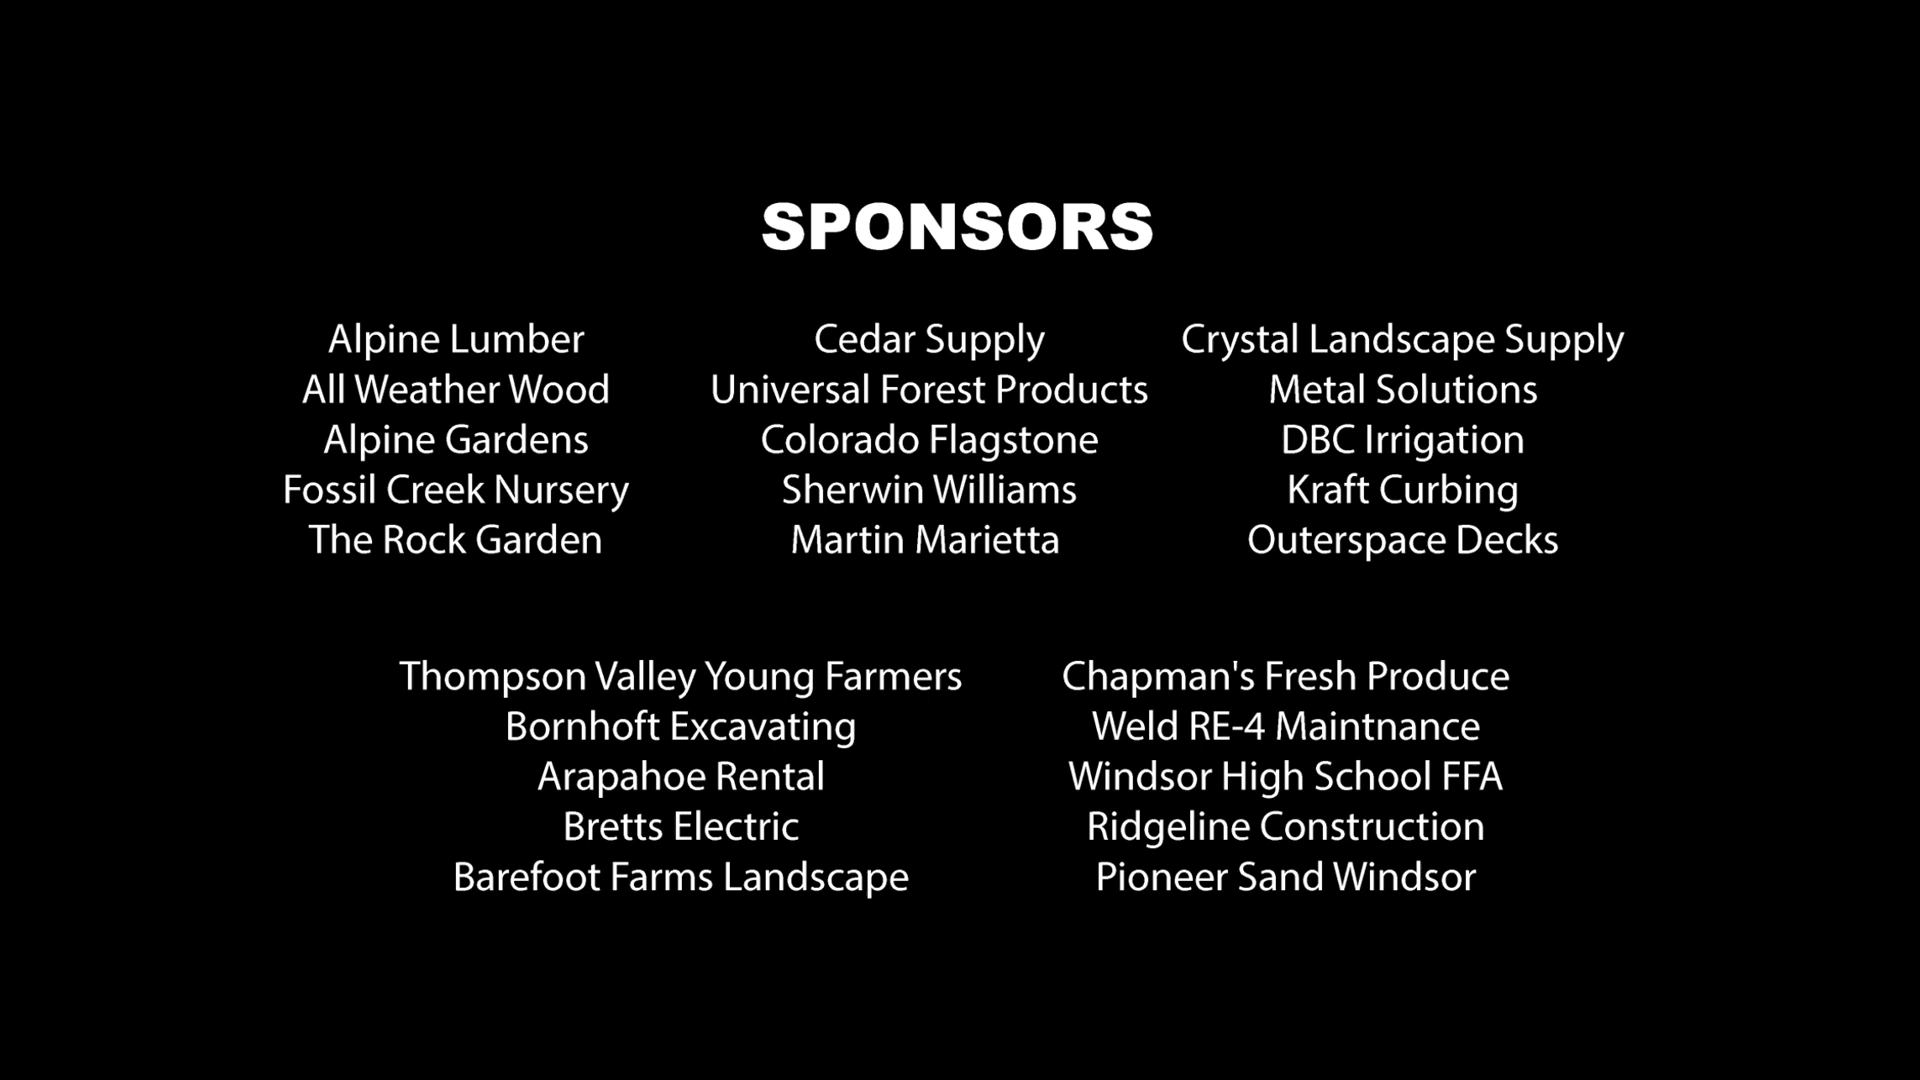 SPONSORS
Alpine Lumber
All Weather Wood
Alpine Gardens
Fossil Creek Nursery
The Rock Garden
Cedar Supply
Universal Forest Products
Colorado Flagstone
Sherwin Williams
Martin Marietta
Crystal Landscape Supply
Metal Solutions
DBC Irrigation
Kraft Curbing
Outerspace Decks
Thompson Valley Young Farmers
Bornhoft Excavating
Arapahoe Rental
Bretts Electric
Barefoot Farms Landscape
Chapman's Fresh Produce
Weld RE-4 Maintnance
Windsor High School FFA
Ridgeline Construction
Pioneer Sand Windsor